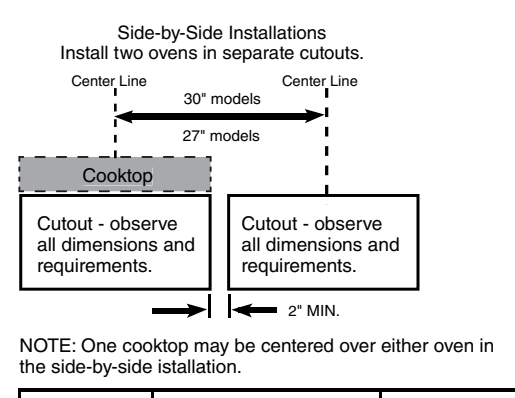 Side-by-Side Installations
Install two ovens in separate cutouts.
Center Line
Center Line
30" models
27" models
Cooktop
Cutout - observe
all dimensions and
requirements.
Cutout - observe
all dimensions and
requirements.
2" MIN.
NOTE: One cooktop may be centered over either oven in
the side-by-side istallation.